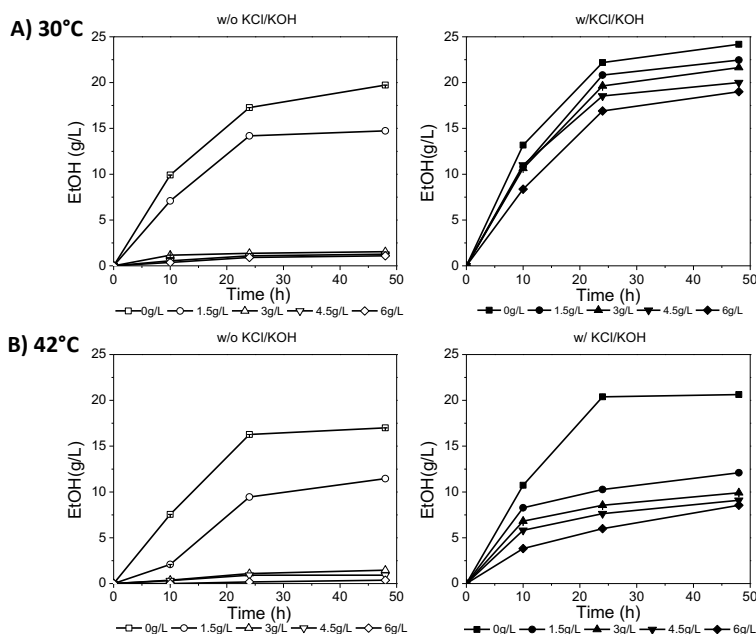 A) 30°C
w/o KCl/KOH
EtOH (g/L)
25
20
15
10
5
0
0 10 20 30 40 50
Time (h)
0g/L 1.5g/L 3g/L 4.5g/L 6g/L
w/KCl/KOH
EtOH(g/L)
25
20
15
10
5
0
0 10 20 30 40 50
Time (h)
0g/L 1.5g/L 3g/L 4.5g/L 6g/L
B) 42°C
w/o KCl/KOH
EtOH(g/L)
25
20
15
10
5
0
0 10 20 30 40 50
Time (h)
0g/L 1.5g/L 3g/L 4.5g/L 6g/L
w/ KCl/KOH
EtOH(g/L)
25
20
15
10
5
0
0 10 20 30 40 50
Time (h)
0g/L 1.5g/L 3g/L 4.5g/L 6g/L